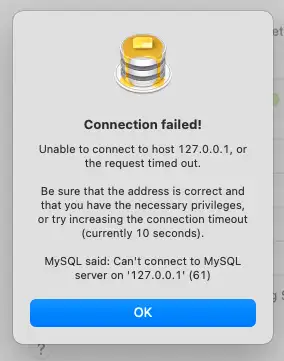 et
Connection failed!
Unable to connect to host 127.0.0.1, or
the request timed out.
Be sure that the address is correct and
that you have the necessary privileges,
or try increasing the connection timeout
(currently 10 seconds).
MySQL said: Can't connect to MySQL
server on '127.0.0.1' (61)
g S
OK
?